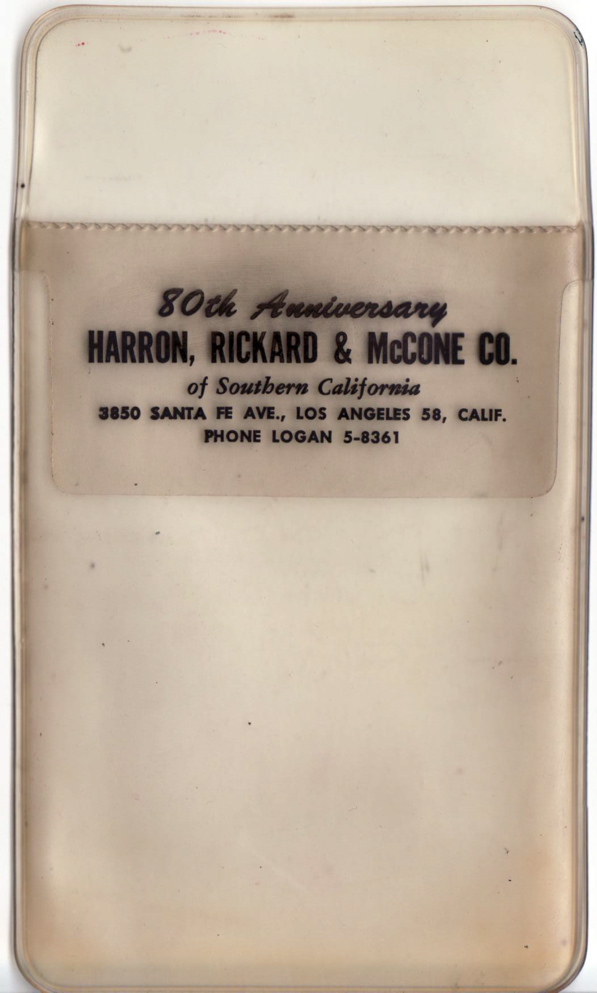 80th Anniversary
HARRON, RICKARD & McCONE CO.
of Southern California
3850 SANTA FE AVE., LOS ANGELES 58, CALIF.
PHONE LOGAN 5-8361